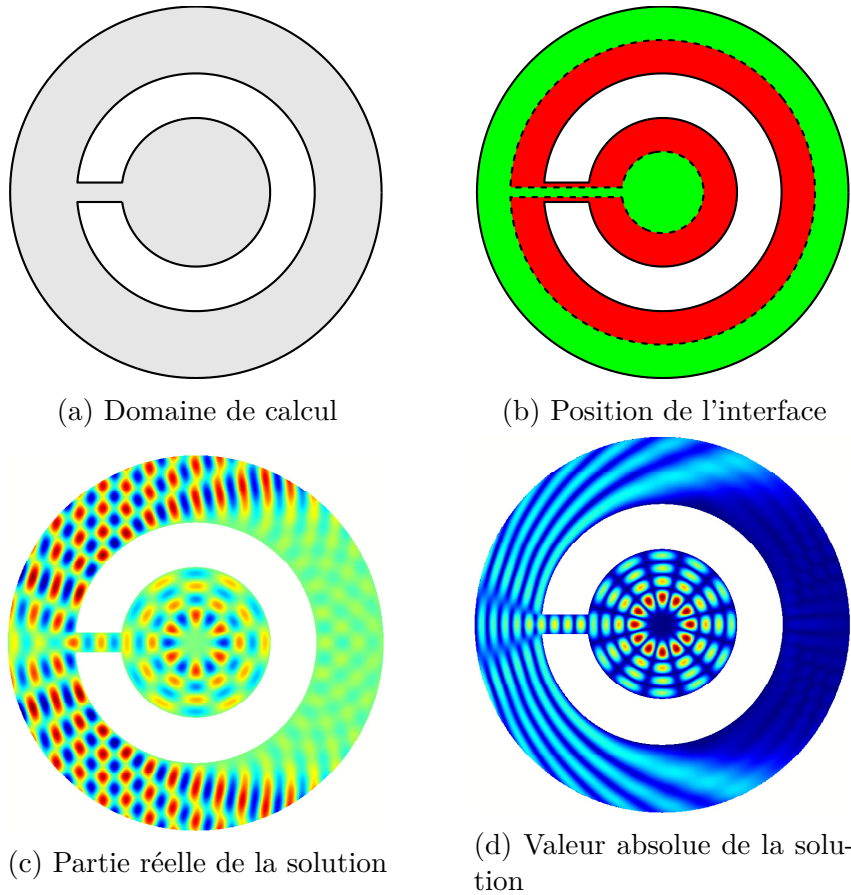 (a) Domaine de calcul
(b) Position de l'interface
(c) Partie réelle de la solution
(d) Valeur absolue de la solu-
tion